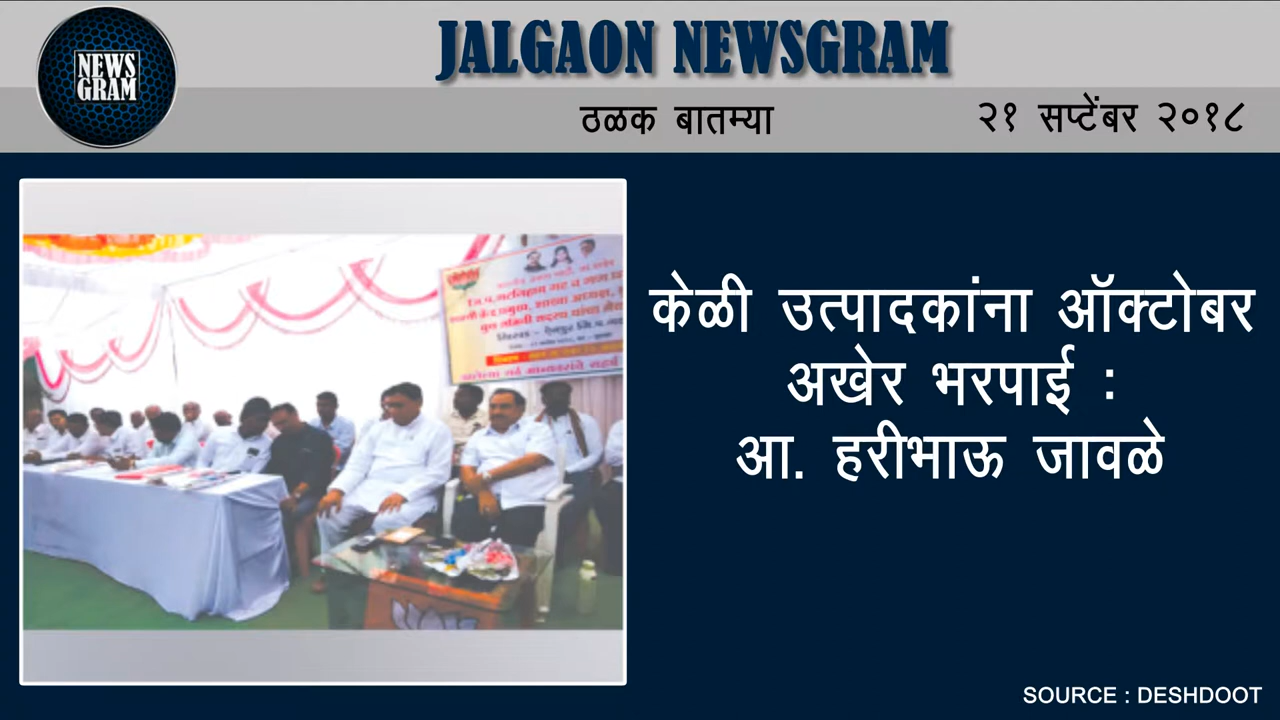 NEWS
GRAM
JALGAON NEWSGRAM
ठळक बातम्या
२१ सप्टेंबर २०१८
केळी उत्पादकांना ऑक्टोबर
अखेर भरपाई :
आ. हरीभाऊ जावळे
SOURCE : DESHDOOT